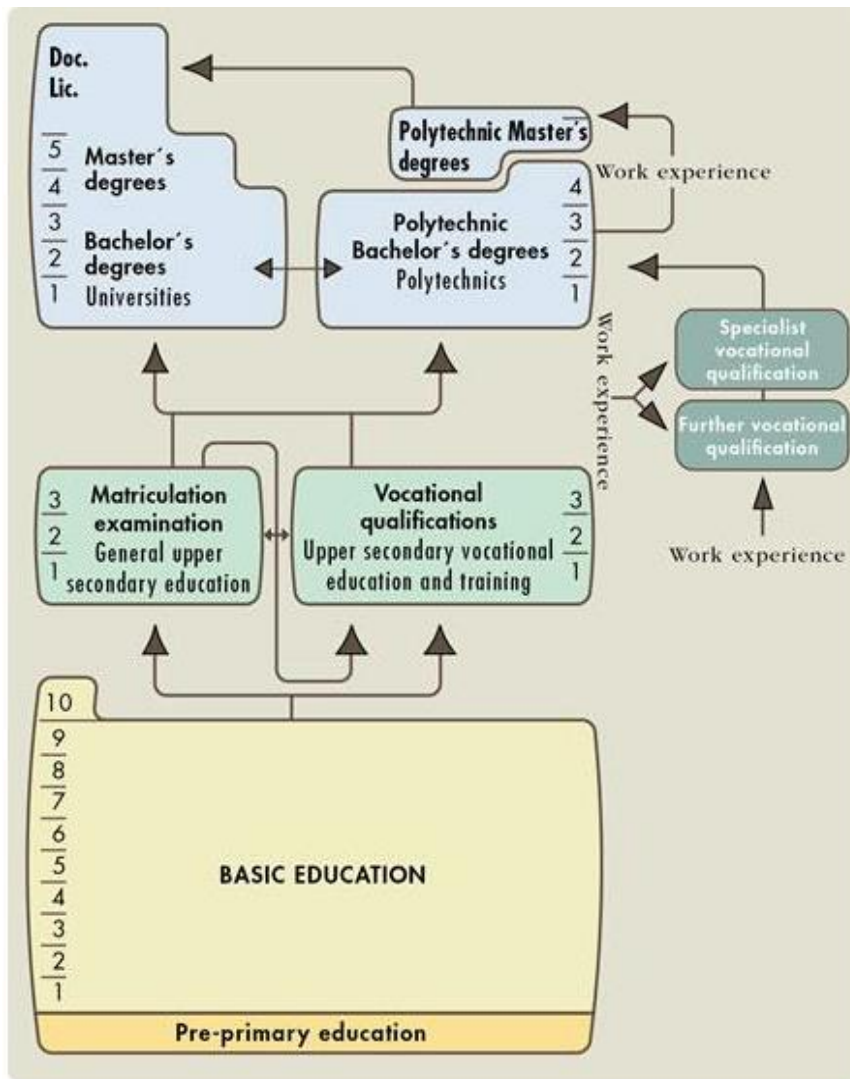 Doc.
Lic.
5
4
3
2
1
Master´s
degrees
Bachelor´s
degrees
Universities
Polytechnic Master´s
degrees
Work experience
Polytechnic
Bachelor´s degrees
Polytechnics
4
3
2
1
Work experience
Specialist
vocational
qualification
Further vocational
qualification
Work experience
3
2
1
Matriculation
examination
General upper
secondary education
Vocational
qualifications
Upper secondary vocational
education and training
3
2
1
10
9
8
7
6
5
4
3
2
1
BASIC EDUCATION
Pre-primary education